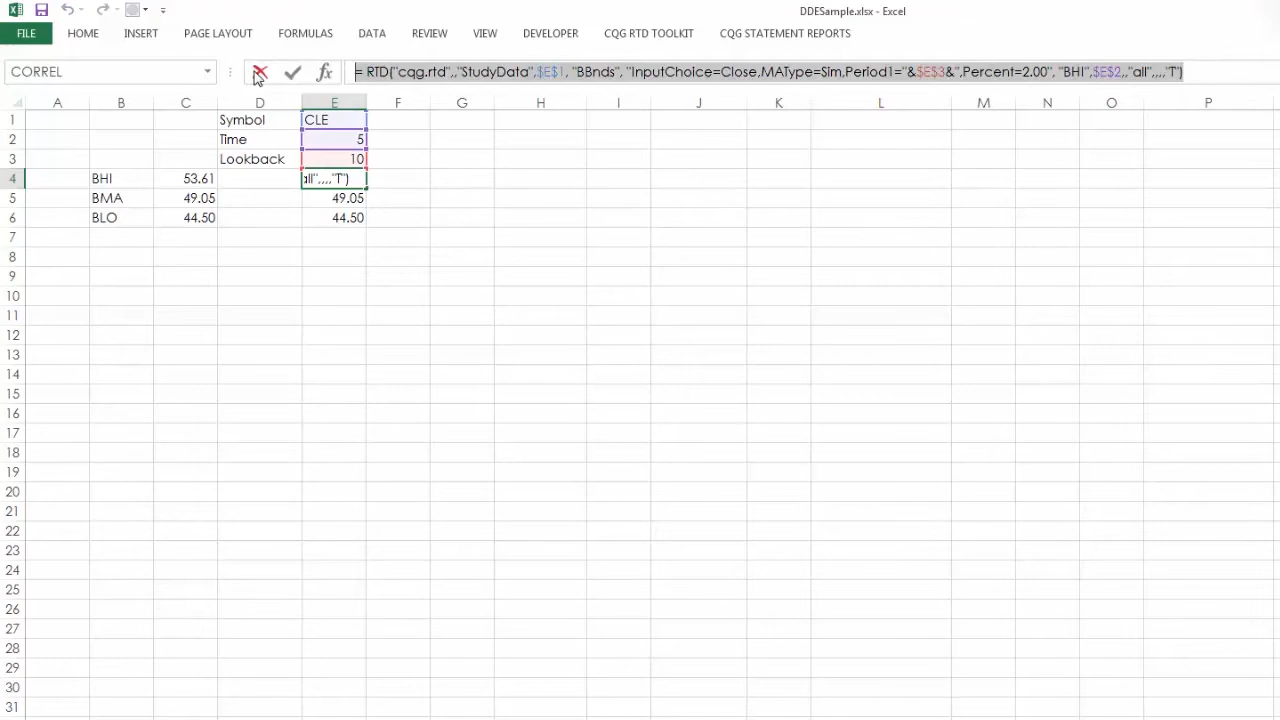 DDESample.xlsx - Excel
FILE HOME INSERT PAGE LAYOUT FORMULAS DATA REVIEW VIEW DEVELOPER CQG RTD TOOLKIT CQG STATEMENT REPORTS
CORREL fx = RTD("cqg.rtd",,"StudyData",$E$1, "BBnds", "InputChoice=Close,MAType=Sim,Period1="&$E$3&",Percent=2.00", "BHI",$E$2,,"all",,,,"T")
A B C D E F G H I J K L M N O P
1 Symbol CLE
2 Time 5
3 Lookback 10
4 BHI 53.61 all",,,,"T")
5 BMA 49.05 49.05
6 BLO 44.50 44.50
7
8
9
10
11
12
13
14
15
16
17
18
19
20
21
22
23
24
25
26
27
28
29
30
31